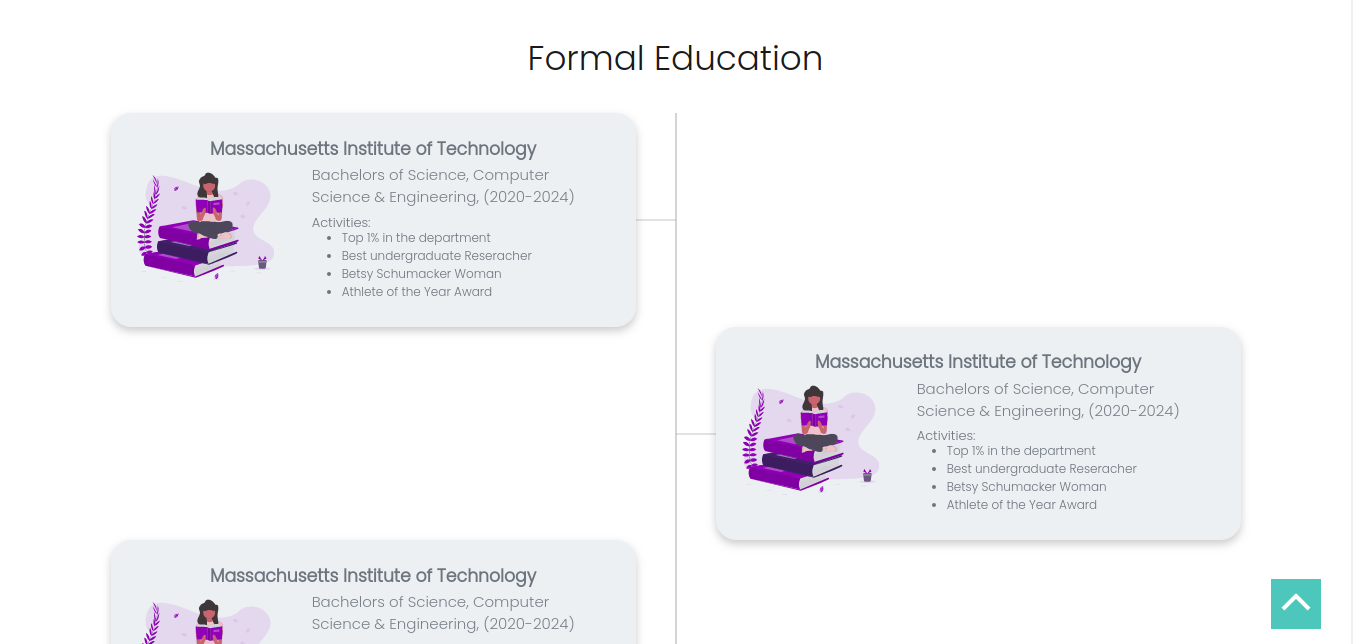 Formal Education
Massachusetts Institute of Technology
Bachelors of Science, Computer
Science & Engineering, (2020-2024)
Activities:
Top 1% in the department
Best undergraduate Reseracher
Betsy Schumacker Woman
Athlete of the Year Award
Massachusetts Institute of Technology
Bachelors of Science, Computer
Science & Engineering, (2020-2024)
Activities:
Top 1% in the department
Best undergraduate Reseracher
Betsy Schumacker Woman
Athlete of the Year Award
Massachusetts Institute of Technology
Bachelors of Science, Computer
Science & Engineering, (2020-2024)